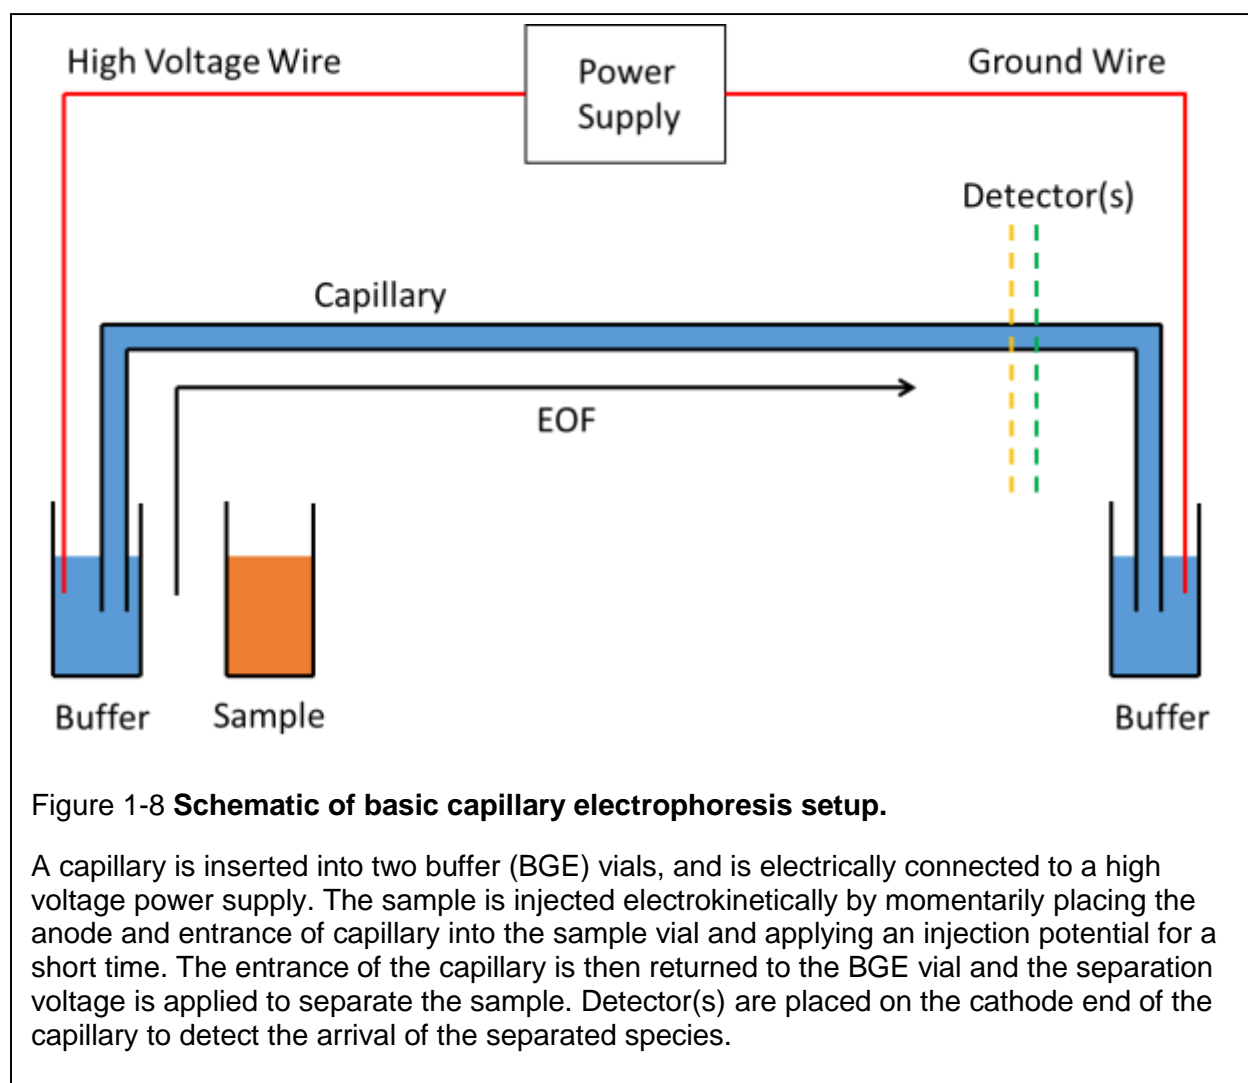 High Voltage Wire
Power
Supply
Ground Wire
Detector(s)
Capillary
EOF
Buffer
Sample
Buffer
Figure 1-8 Schematic of basic capillary electrophoresis setup.
A capillary is inserted into two buffer (BGE) vials, and is electrically connected to a high
voltage power supply. The sample is injected electrokinetically by momentarily placing the
anode and entrance of capillary into the sample vial and applying an injection potential for a
short time. The entrance of the capillary is then returned to the BGE vial and the separation
voltage is applied to separate the sample. Detector(s) are placed on the cathode end of the
capillary to detect the arrival of the separated species.